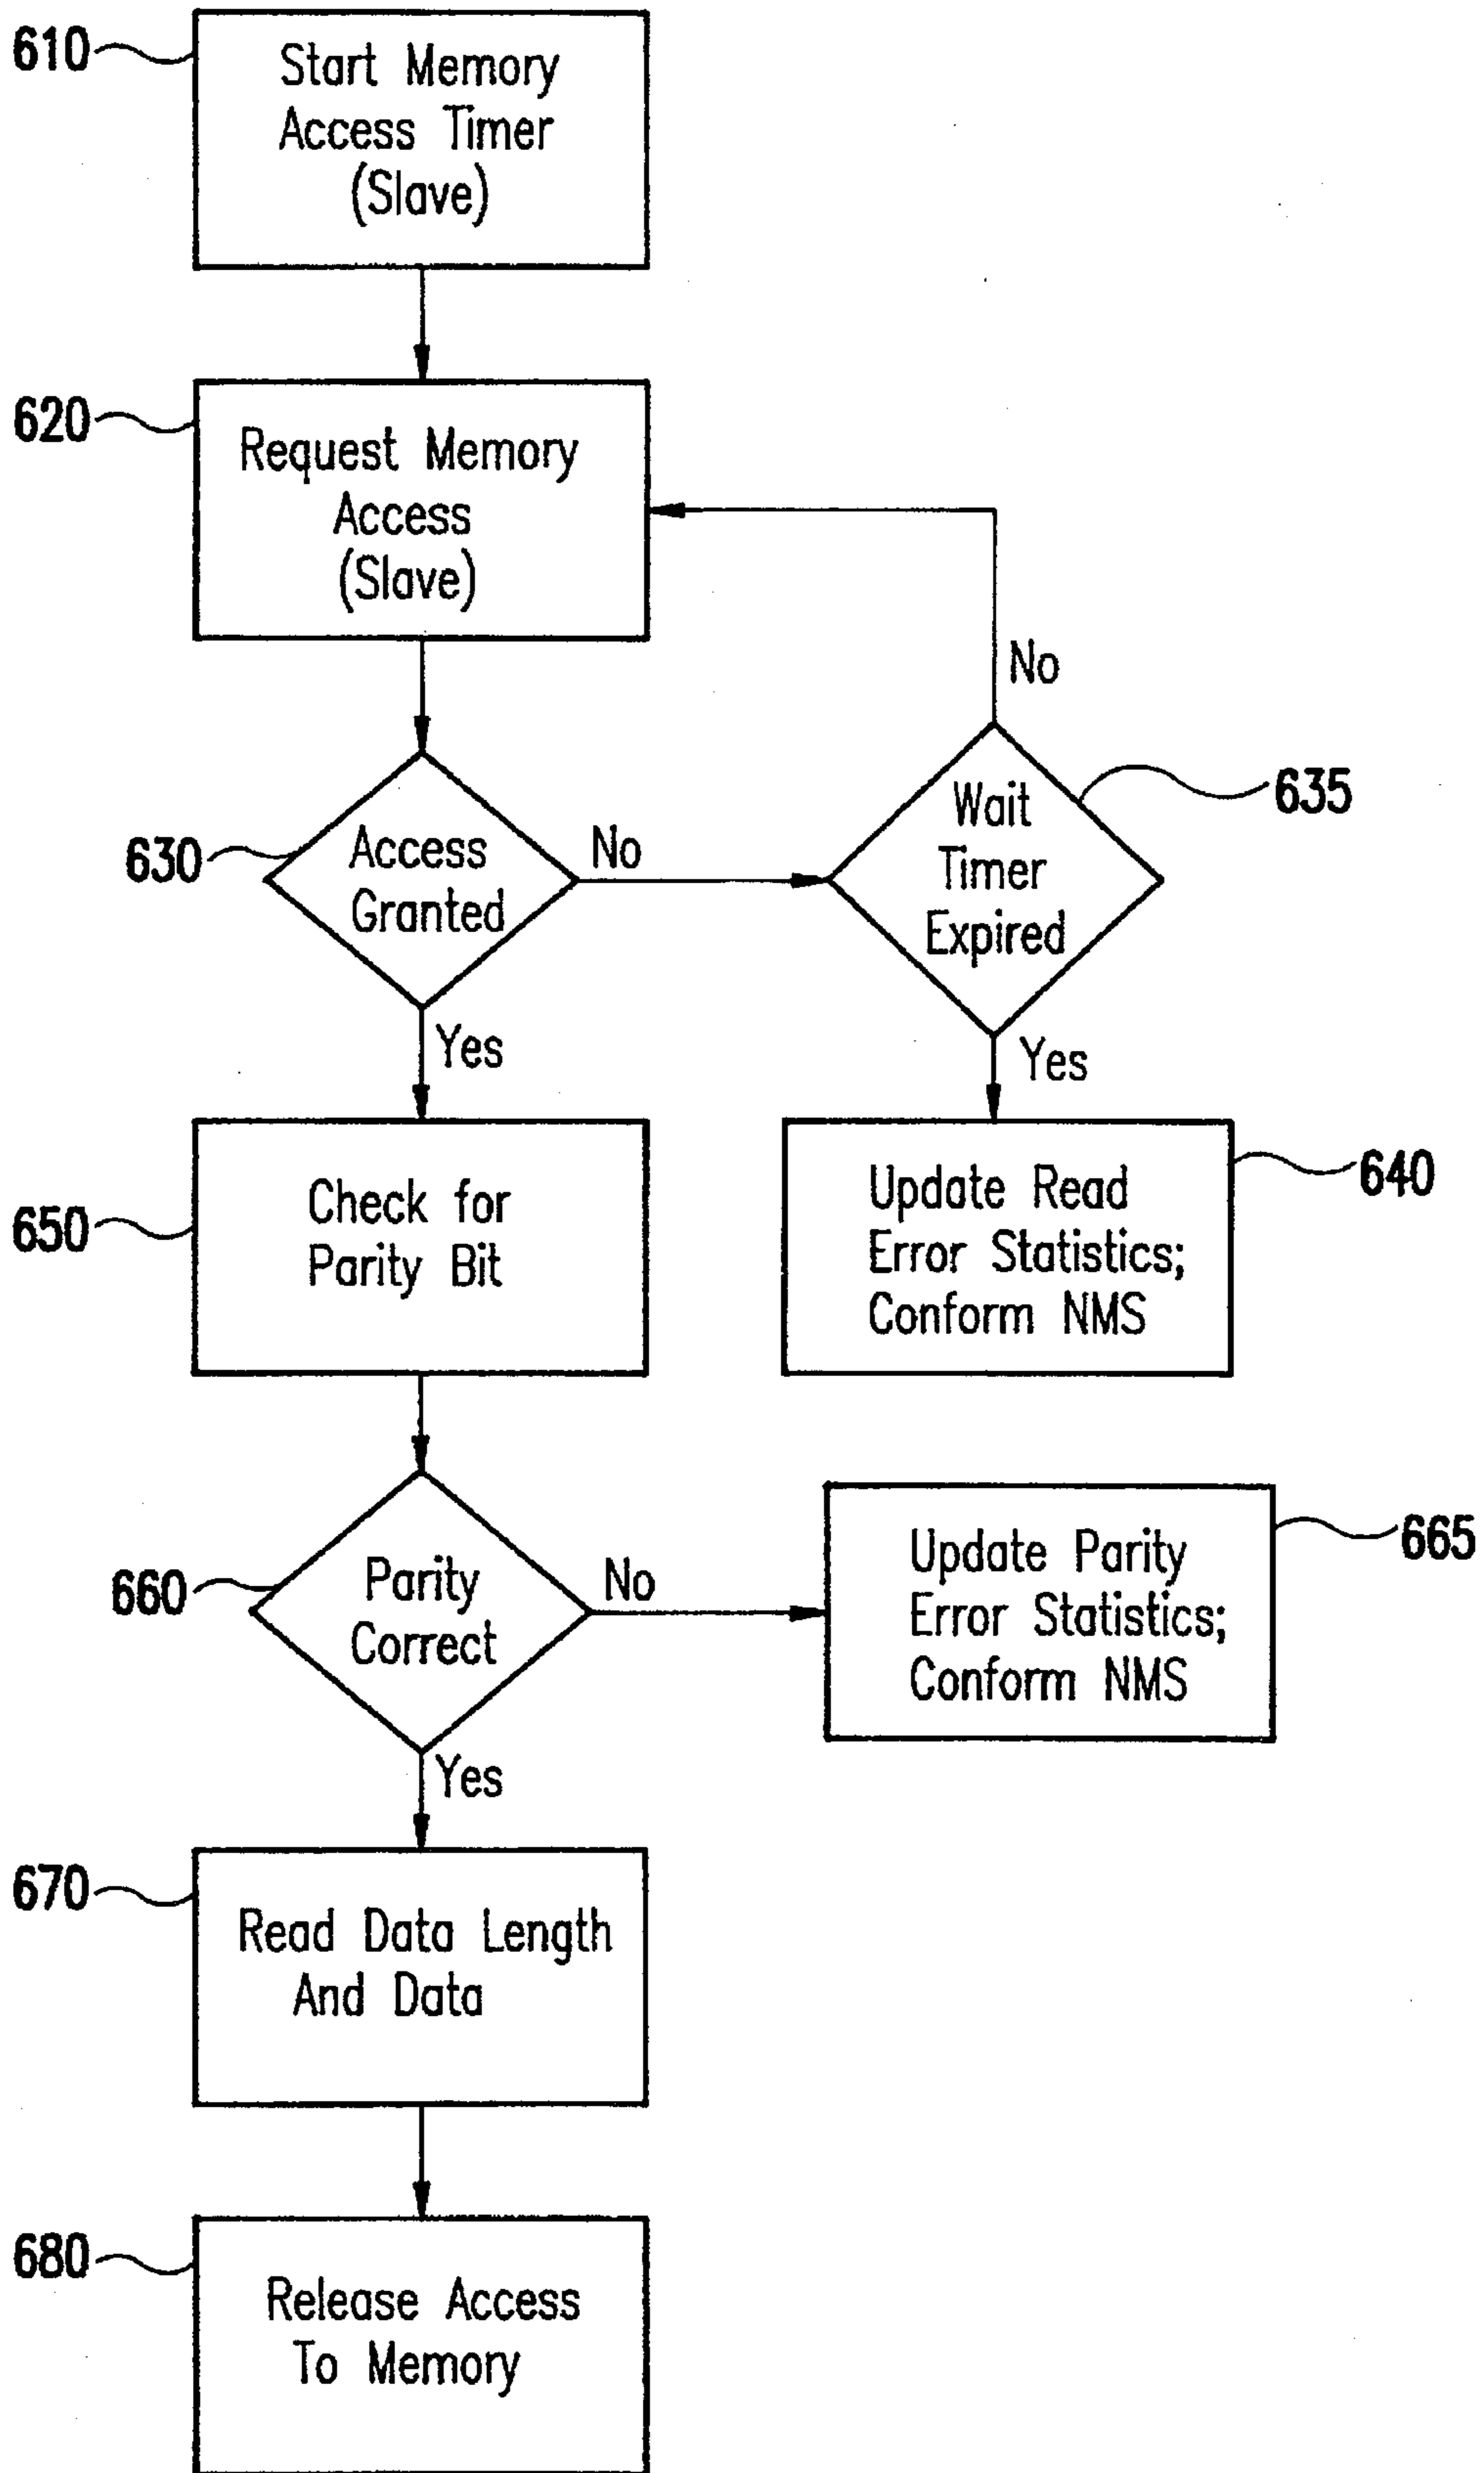 610
Start Memory
Access Timer
(Slave)
620
Request Memory
Access
(Slave)
No
630
Access
Granted
No
Wait
Timer
Expired
635
Yes
Yes
650
Check for
Parity Bit
Update Read
Error Statistics;
Conform NMS
640
660
Parity
Correct
No
Update Parity
Error Statistics;
Conform NMS
665
Yes
670
Read Data Length
And Data
680
Release Access
To Memory